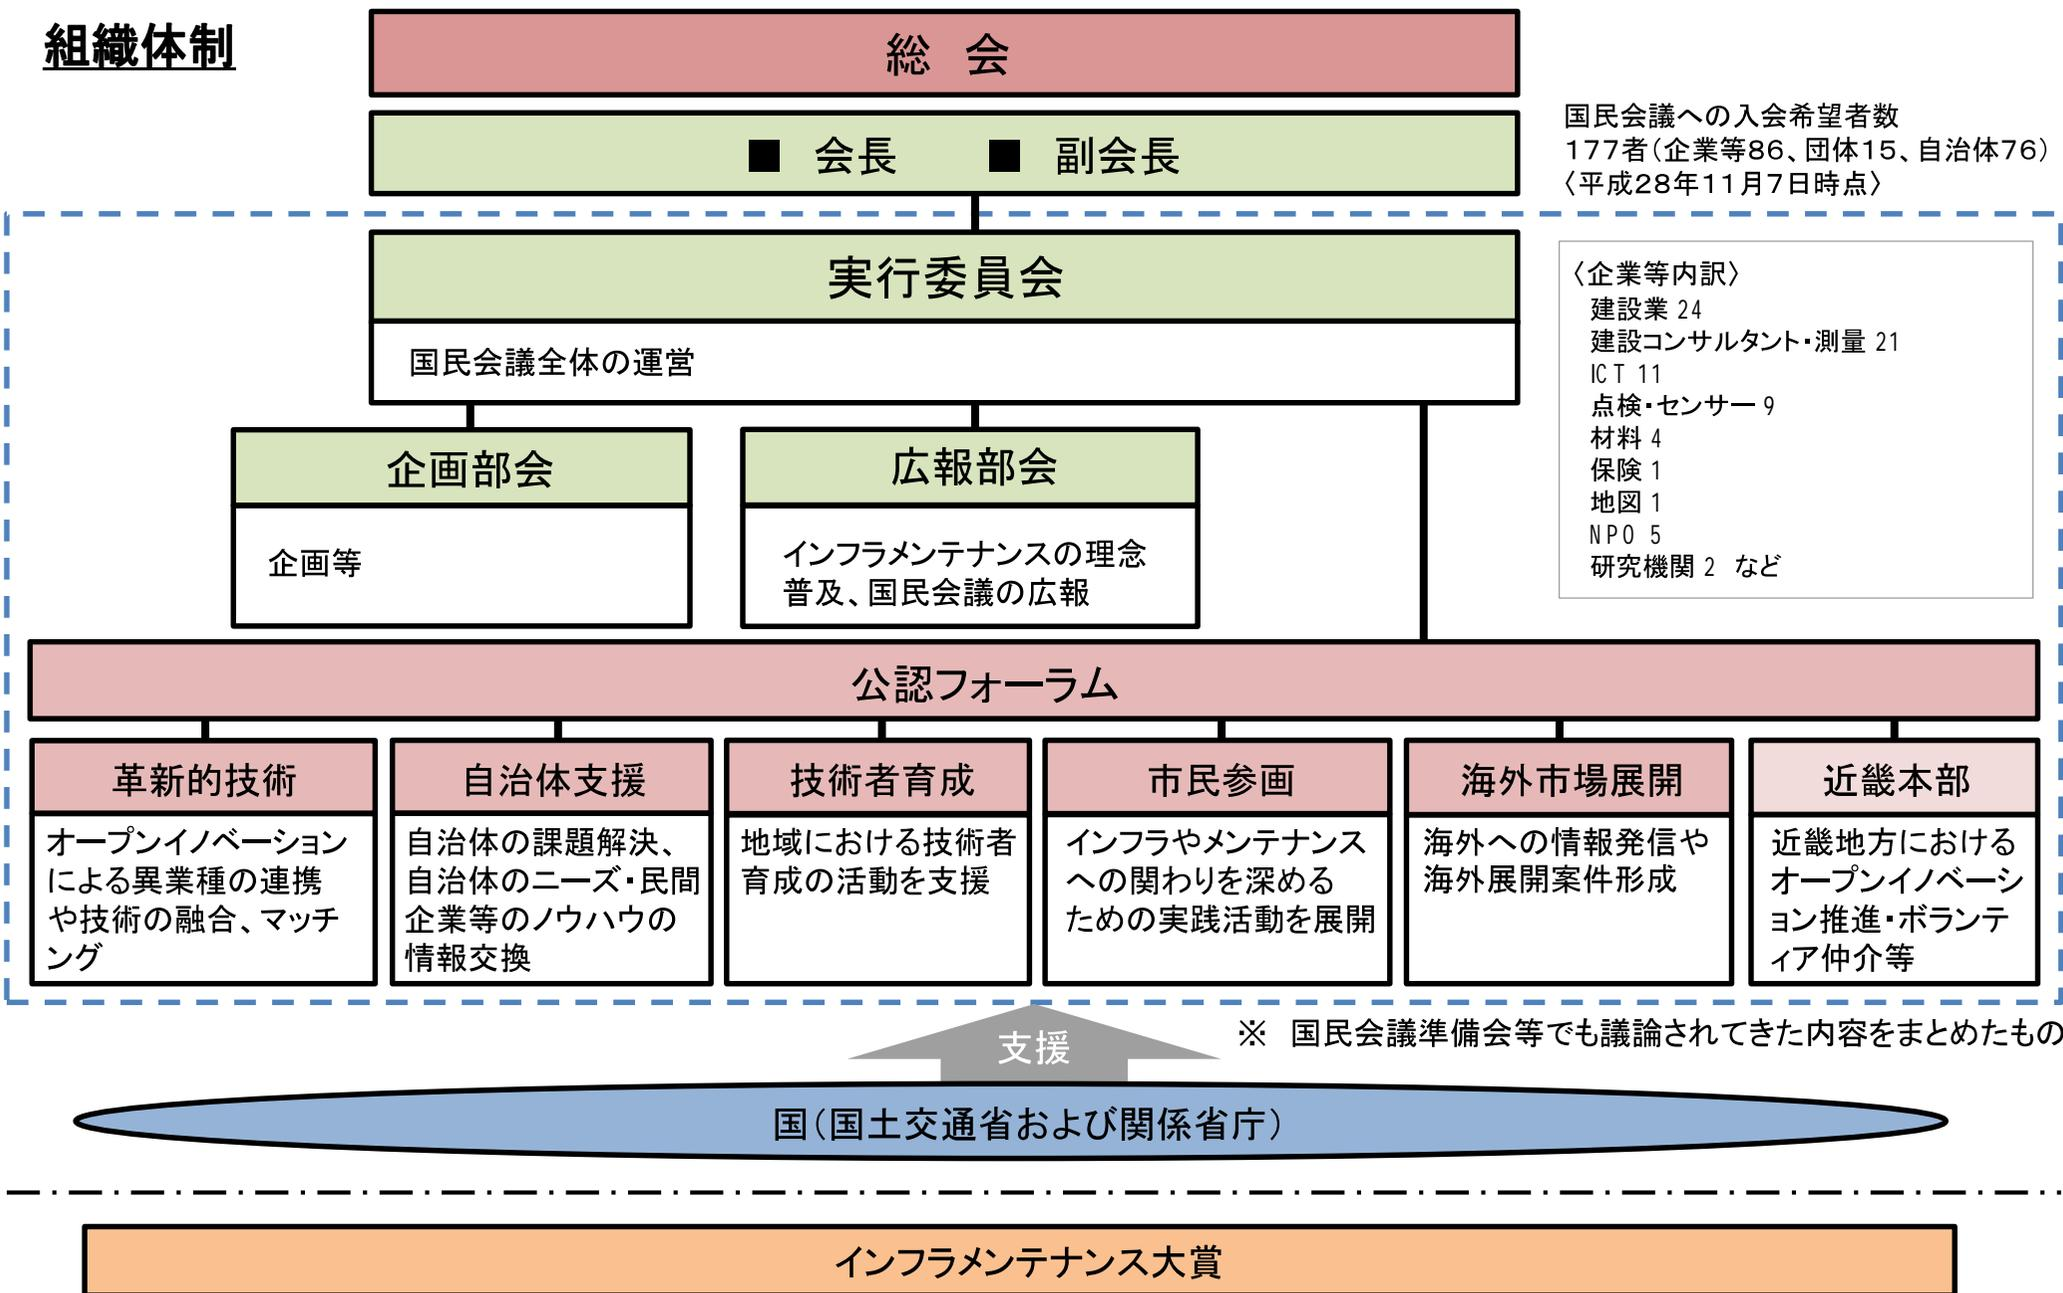 組織体制
総　会
■　会長　　■　副会長
国民会議への入会希望者数
177者（企業等86、団体15、自治体76）
〈平成28年11月7日時点〉
実行委員会
国民会議全体の運営
〈企業等内訳〉
建設業 24
建設コンサルタント・測量 21
ICT 11
点検・センサー 9
材料 4
保険 1
地図 1
NPO 5
研究機関 2　など
企画部会
企画等
広報部会
インフラメンテナンスの理念
普及、国民会議の広報
公認フォーラム
革新的技術
オープンイノベーション
による異業種の連携
や技術の融合、マッチ
ング
自治体支援
自治体の課題解決、
自治体のニーズ・民間
企業等のノウハウの
情報交換
技術者育成
地域における技術者
育成の活動を支援
市民参画
インフラやメンテナンス
への関わりを深める
ための実践活動を展開
海外市場展開
海外への情報発信や
海外展開案件形成
近畿本部
近畿地方における
オープンイノベーシ
ョン推進・ボランテ
ィア仲介等
支援
※　国民会議準備会等でも議論されてきた内容をまとめたもの
国（国土交通省および関係省庁）
インフラメンテナンス大賞